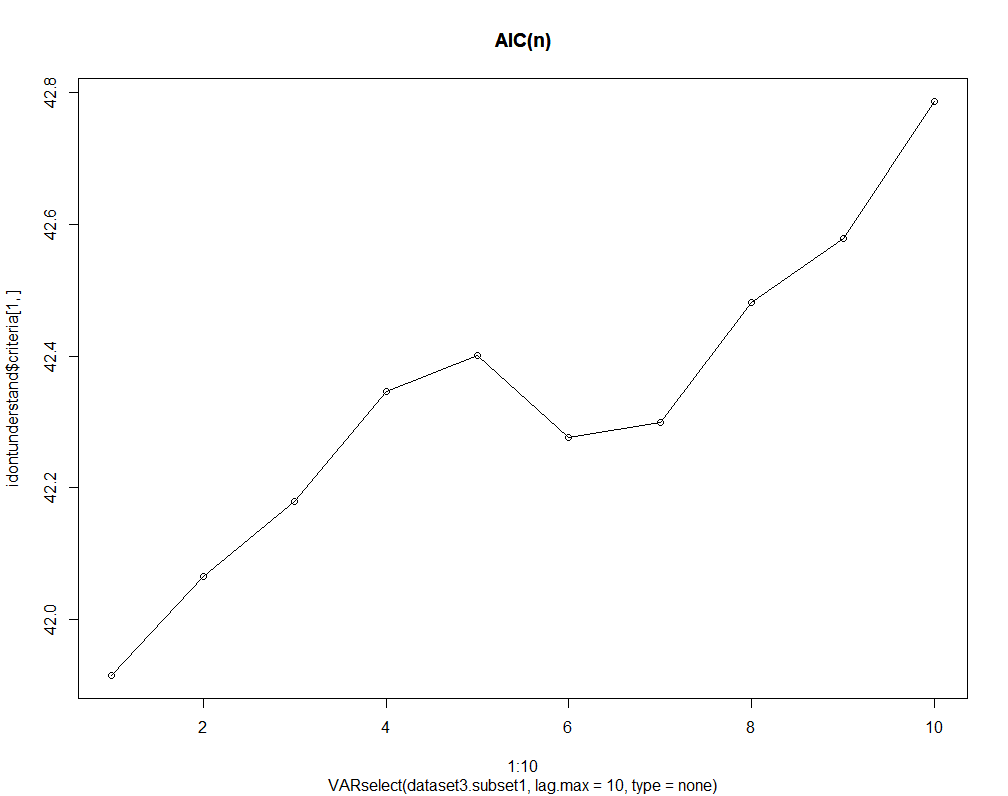 AIC(n)
idontunderstand$criteria[1, ]
42.8
42.6
42.4
42.2
42.0
2 4 6 8 10
1:10
VARselect(dataset3.subset1, lag.max = 10, type = none)